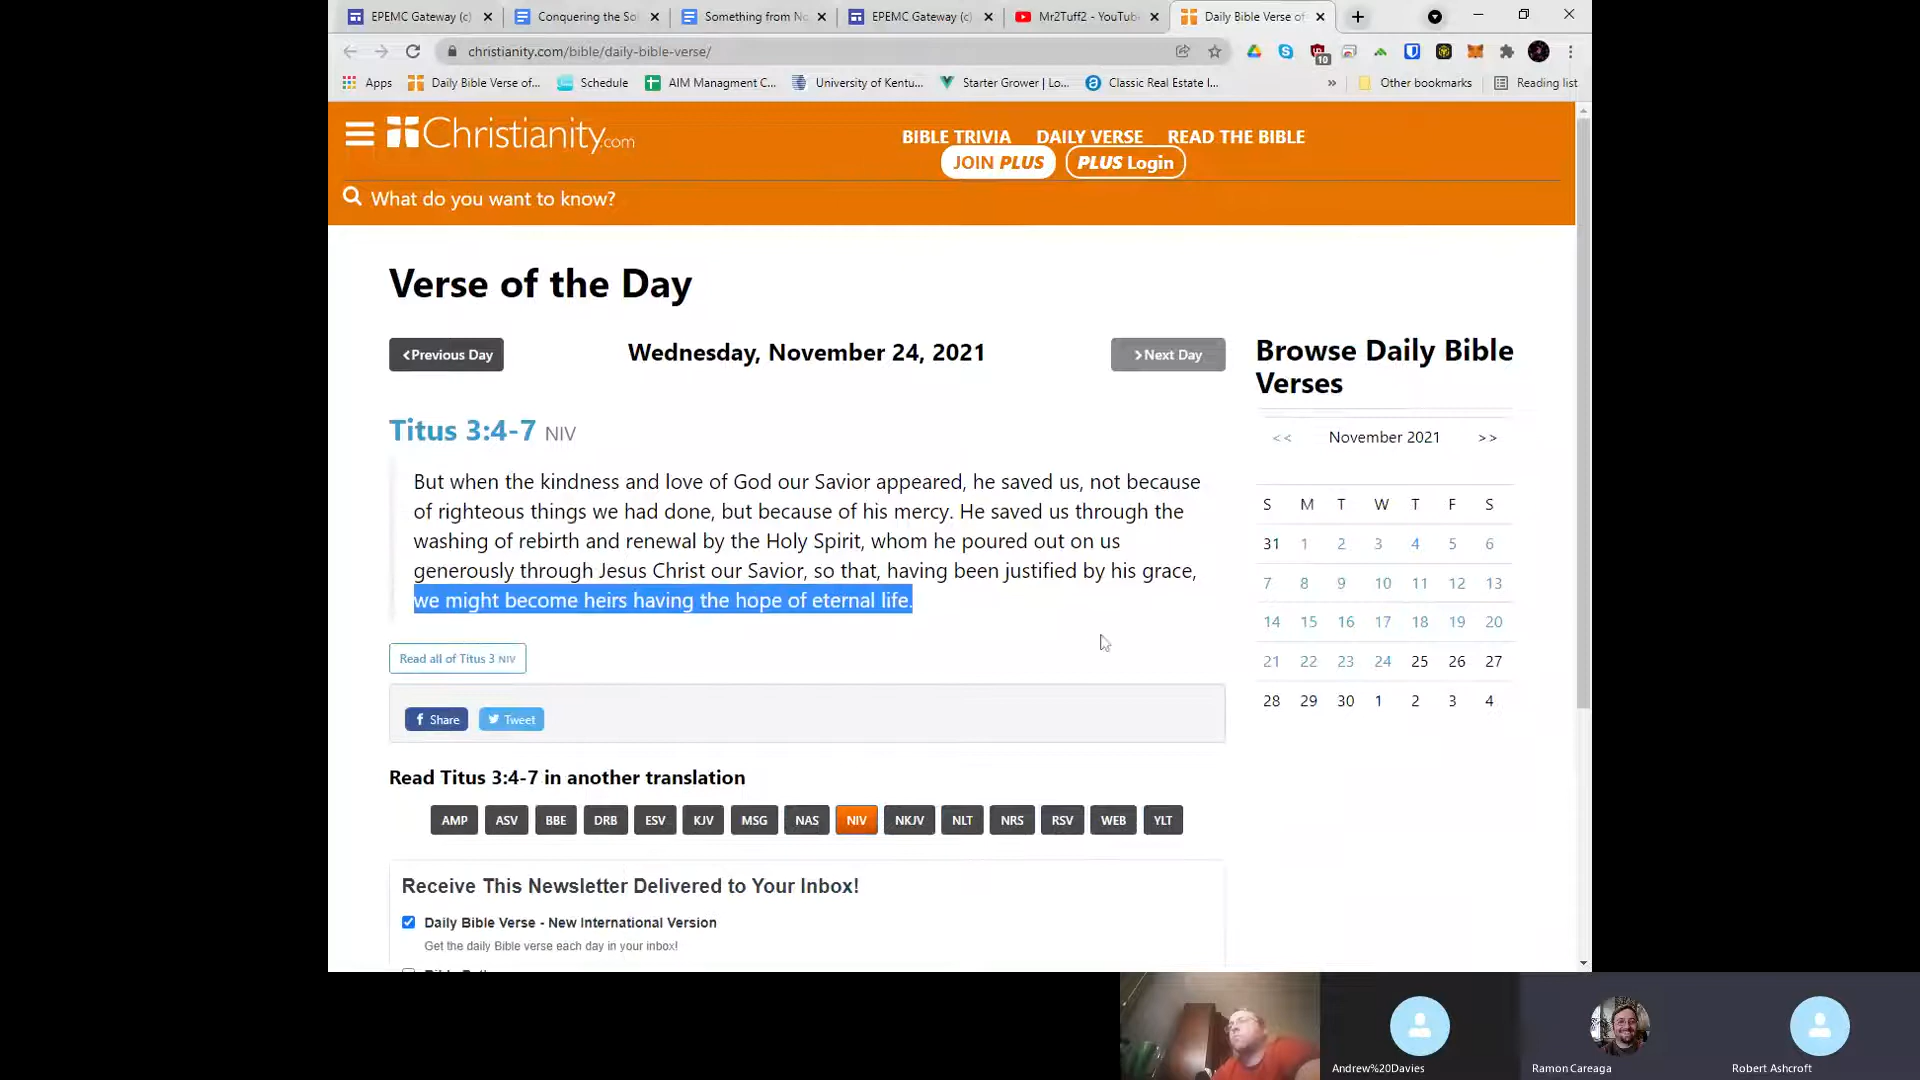 EPEMC Gateway (c)
Conquering the So
Something from No
EPEMC Gateway (c)
Mr2Tuff2 - YouTub
Daily Bible Verse of
christianity.com/bible/daily-bible-verse/
10
Apps
Daily Bible Verse of...
Schedule
AIM Managment C...
University of Kentu...
Starter Grower | Lo...
Classic Real Estate I...
»
Other bookmarks
Reading list
Christianity.com
BIBLE TRIVIA DAILY VERSE READ THE BIBLE
JOIN PLUS PLUS Login
What do you want to know?
Verse of the Day
Previous Day
Wednesday, November 24, 2021
Next Day
Titus 3:4-7 NIV
But when the kindness and love of God our Savior appeared, he saved us, not because
of righteous things we had done, but because of his mercy. He saved us through the
washing of rebirth and renewal by the Holy Spirit, whom he poured out on us
generously through Jesus Christ our Savior, so that, having been justified by his grace,
we might become heirs having the hope of eternal life.
Read all of Titus 3 NIV
Share
Tweet
Read Titus 3:4-7 in another translation
AMP ASV BBE DRB ESV KJV MSG NAS NIV NKJV NLT NRS RSV WEB YLT
Receive This Newsletter Delivered to Your Inbox!
Daily Bible Verse - New International Version
Get the daily Bible verse each day in your inbox!
Browse Daily Bible
Verses
<< November 2021 >>
S M T W T F S
31 1 2 3 4 5 6
7 8 9 10 11 12 13
14 15 16 17 18 19 20
21 22 23 24 25 26 27
28 29 30 1 2 3 4
Andrew%20Davies
Ramon Careaga
Robert Ashcroft